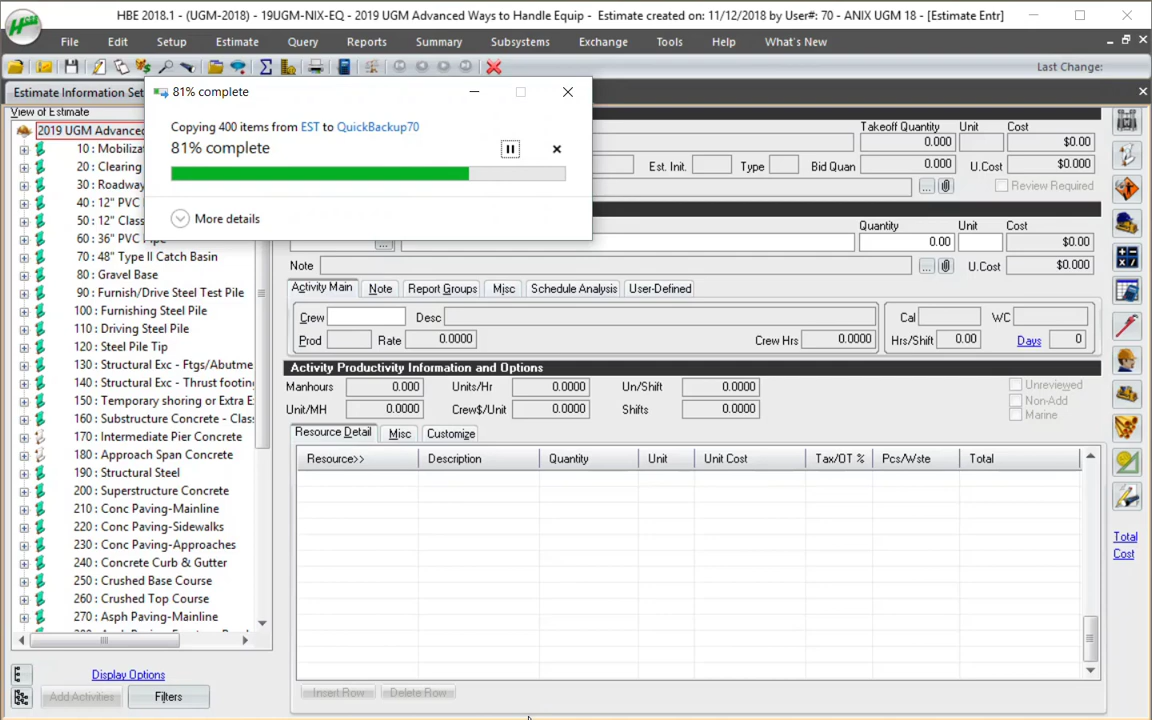 HBE 2018.1 - (UGM-2018) - 19UGM-NIX-EQ - 2019 UGM Advanced Ways to Handle Equip - Estimate created on: 11/12/2018 by User#: 70 - ANIX UGM 18 - [Estimate Entr]
File Edit Setup Estimate Query Reports Summary Subsystems Exchange Tools Help What's New
Last Change:
Estimate Information Set
81% complete
Copying 400 items from EST to QuickBackup70
81% complete
More details
View of Estimate
2019 UGM Advanced
10 : Mobiliza
20 : Clearing
30 : Roadway
40 : 12" PVC
50 : 12" Class
60 : 36" PVC Pipe
70 : 48" Type II Catch Basin
80 : Gravel Base
90 : Furnish/Drive Steel Test Pile
100 : Furnishing Steel Pile
110 : Driving Steel Pile
120 : Steel Pile Tip
130 : Structural Exc - Ftgs/Abutme
140 : Structural Exc - Thrust footin
150 : Temporary shoring or Extra E
160 : Substructure Concrete - Clas
170 : Intermediate Pier Concrete
180 : Approach Span Concrete
190 : Structural Steel
200 : Superstructure Concrete
210 : Conc Paving-Mainline
220 : Conc Paving-Sidewalks
230 : Conc Paving-Approaches
240 : Concrete Curb & Gutter
250 : Crushed Base Course
260 : Crushed Top Course
270 : Asph Paving-Mainline
Display Options
Add Activities Filters
Takeoff Quantity Unit Cost
0.000 $0.00
Est. Init. Type Bid Quan 0.000 U.Cost $0.000
... Review Required
Quantity Unit Cost
... 0.00 $0.00
Note ... U.Cost $0.000
Activity Main Note Report Groups Misc Schedule Analysis User-Defined
Crew Desc Cal WC
Prod Rate 0.0000 Crew Hrs 0.0000 Hrs/Shift 0.00 Days 0
Activity Productivity Information and Options
Manhours 0.000 Units/Hr 0.0000 Un/Shift 0.0000 Unreviewed
Non-Add
Unit/MH 0.0000 Crew$/Unit 0.0000 Shifts 0.0000 Marine
Resource Detail Misc Customize
Resource>> Description Quantity Unit Unit Cost Tax/OT % Pcs/Wste Total
Insert Row Delete Row
Total
Cost